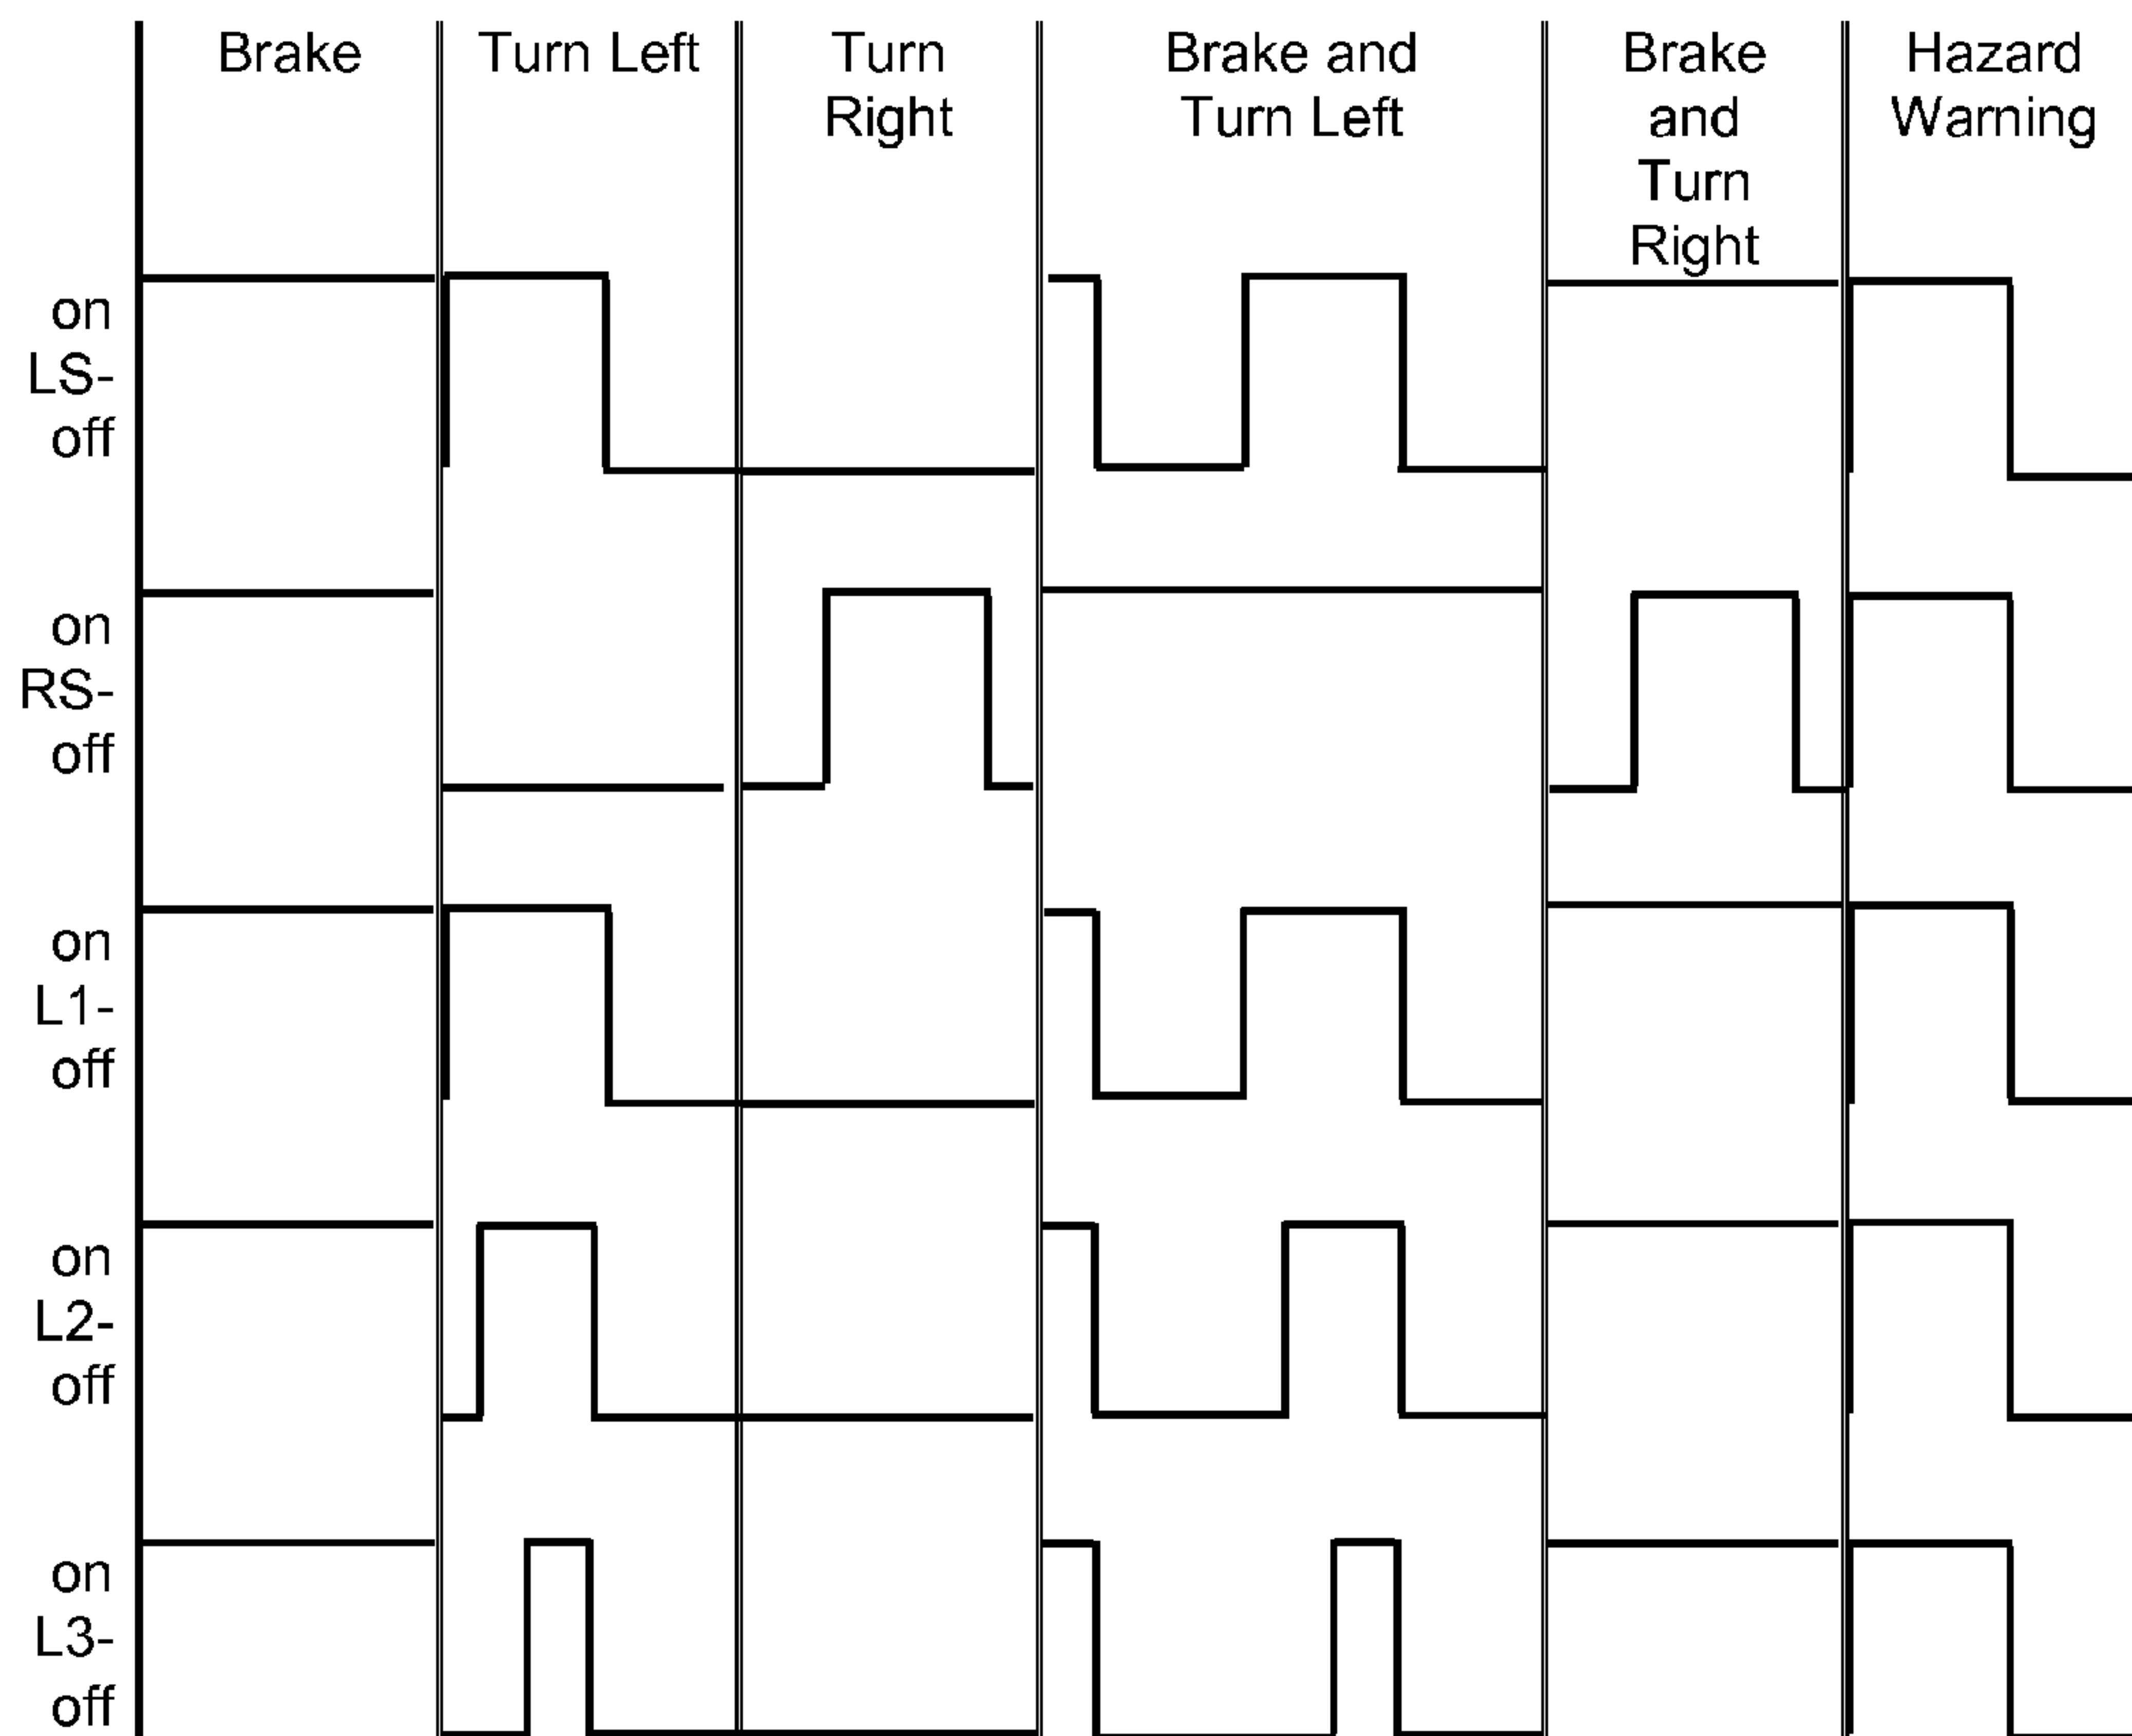 Brake
Turn Left
Turn
Right
Brake and
Turn Left
Brake
and
Turn
Right
Hazard
Warning
on
LS-
off
on
RS-
off
on
L1-
off
on
L2-
off
on
L3-
off